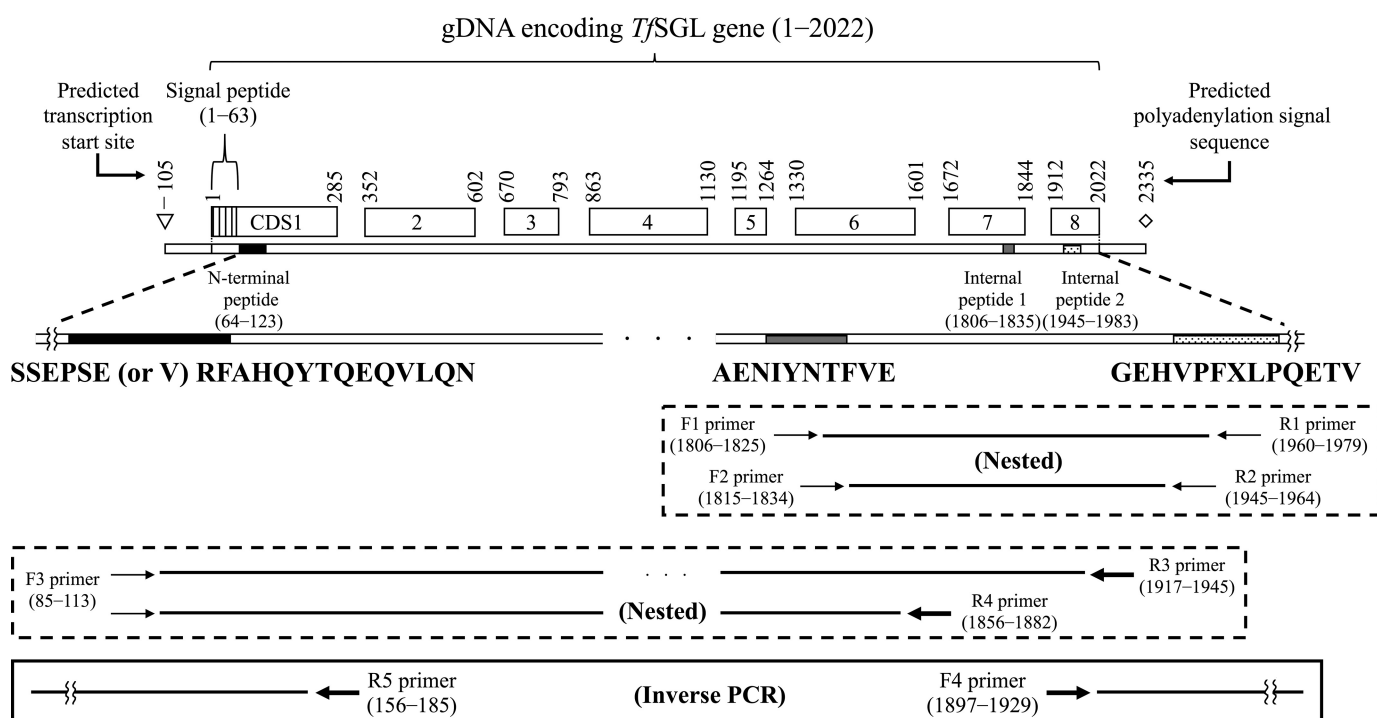 gDNA encoding TfSGL gene (1−2022)
Predicted
transcription
start site
Signal peptide
(1−63)
Predicted
polyadenylation signal
sequence
−105
1
285
352
602
670
793
863
1130
1195
1264
1330
1601
1672
1844
1912
2022
2335
CDS1
2
3
4
5
6
7
8
N-terminal
peptide
(64−123)
Internal
peptide 1
(1806−1835)
Internal
peptide 2
(1945−1983)
. . .
SSEPSE (or V) RFAHQYTQEQVLQN
AENIYNTFVE
GEHVPFXLPQETV
F1 primer
(1806−1825)
R1 primer
(1960−1979)
(Nested)
F2 primer
(1815−1834)
R2 primer
(1945−1964)
F3 primer
(85−113)
. . .
R3 primer
(1917−1945)
(Nested)
R4 primer
(1856−1882)
R5 primer
(156−185)
(Inverse PCR)
F4 primer
(1897−1929)